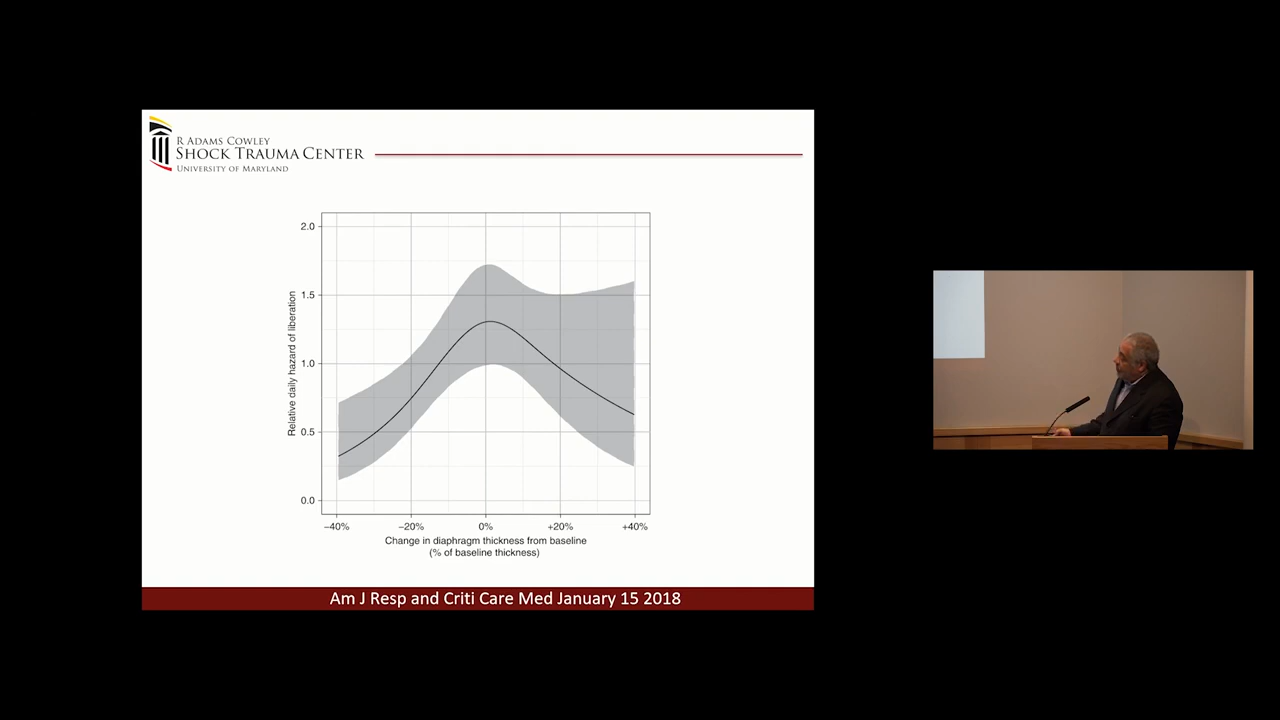 R ADAMS COWLEY
SHOCK TRAUMA CENTER
UNIVERSITY OF MARYLAND
2.0
1.5
1.0
0.5
0.0
Relative daily hazard of liberation
−40%
−20%
0%
+20%
+40%
Change in diaphragm thickness from baseline
(% of baseline thickness)
Am J Resp and Criti Care Med January 15 2018